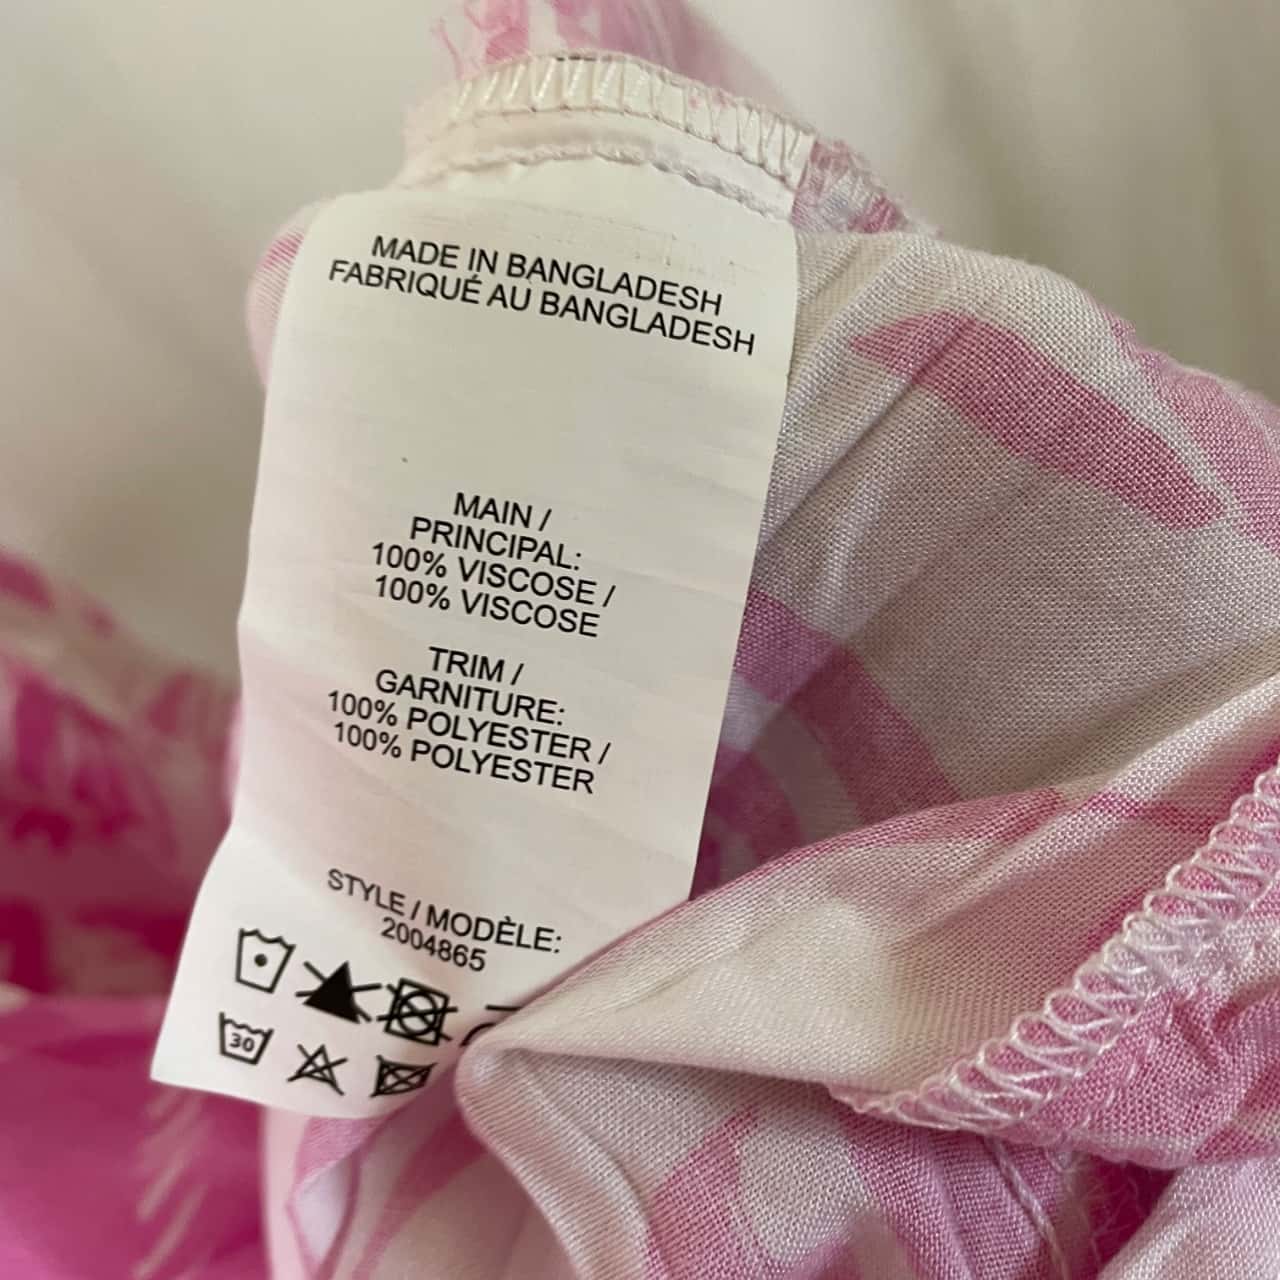 MADE IN BANGLADESH
FABRIQUÉ AU BANGLADESH
MAIN /
PRINCIPAL:
100% VISCOSE /
100% VISCOSE
TRIM /
GARNITURE:
100% POLYESTER /
100% POLYESTER
STYLE / MODÈLE:
2004865
30